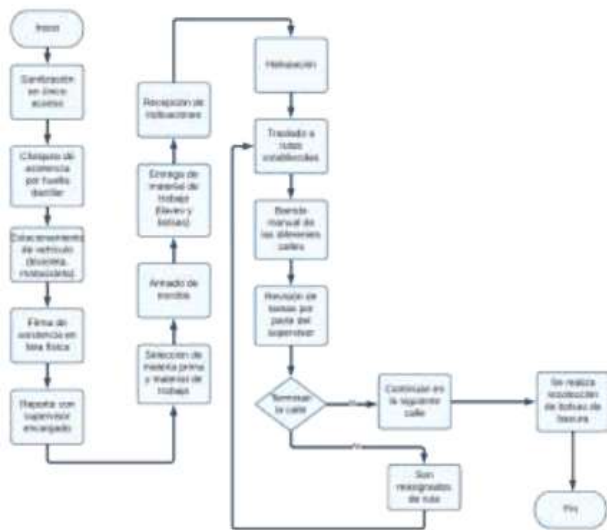 Inicio
Sanitización
en único
acceso
Chequeo de
asistencia
por huella
dactilar
Estacionamiento
de vehículo
(bicicleta,
motocicleta)
Firma de
asistencia en
lista física
Reporte con
supervisor
encargado
Recepción de
indicaciones
Entrega de
material de
trabajo
(llaves y
bolsas)
Armado de
escoba
Selección de
materia prima
y material de
trabajo
Hidratación
Traslado a
rutas
establecidas
Barrido
manual de
las diferentes
calles
Revisión de
tareas por
parte del
supervisor
Terminan
la calle
Continúan en
la siguiente
calle
Son
reasignados
de ruta
Se realiza
recolección
de bolsas de
basura
Fin